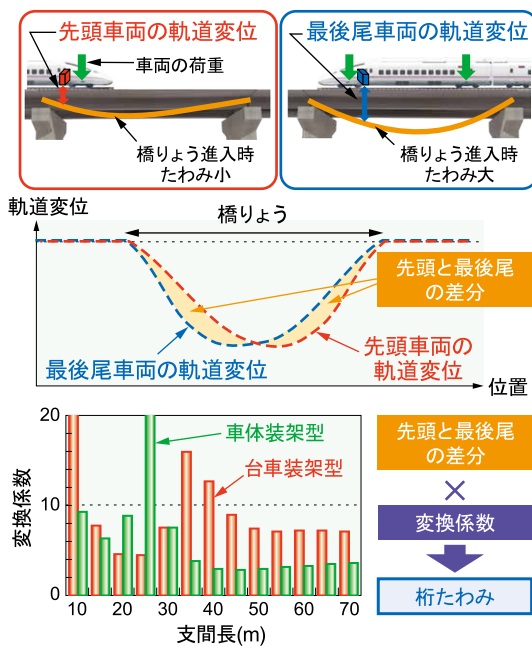 先頭車両の軌道変位
車両の荷重
橋りょう進入時
たわみ小
最後尾車両の軌道変位
橋りょう進入時
たわみ大
軌道変位
橋りょう
先頭と最後尾
の差分
最後尾車両の軌道変位
先頭車両の
軌道変位
位置
変換係数
20
10
0
車体装架型
台車装架型
10 20 30 40 50 60 70
支間長(m)
先頭と最後尾
の差分
×
変換係数
桁たわみ